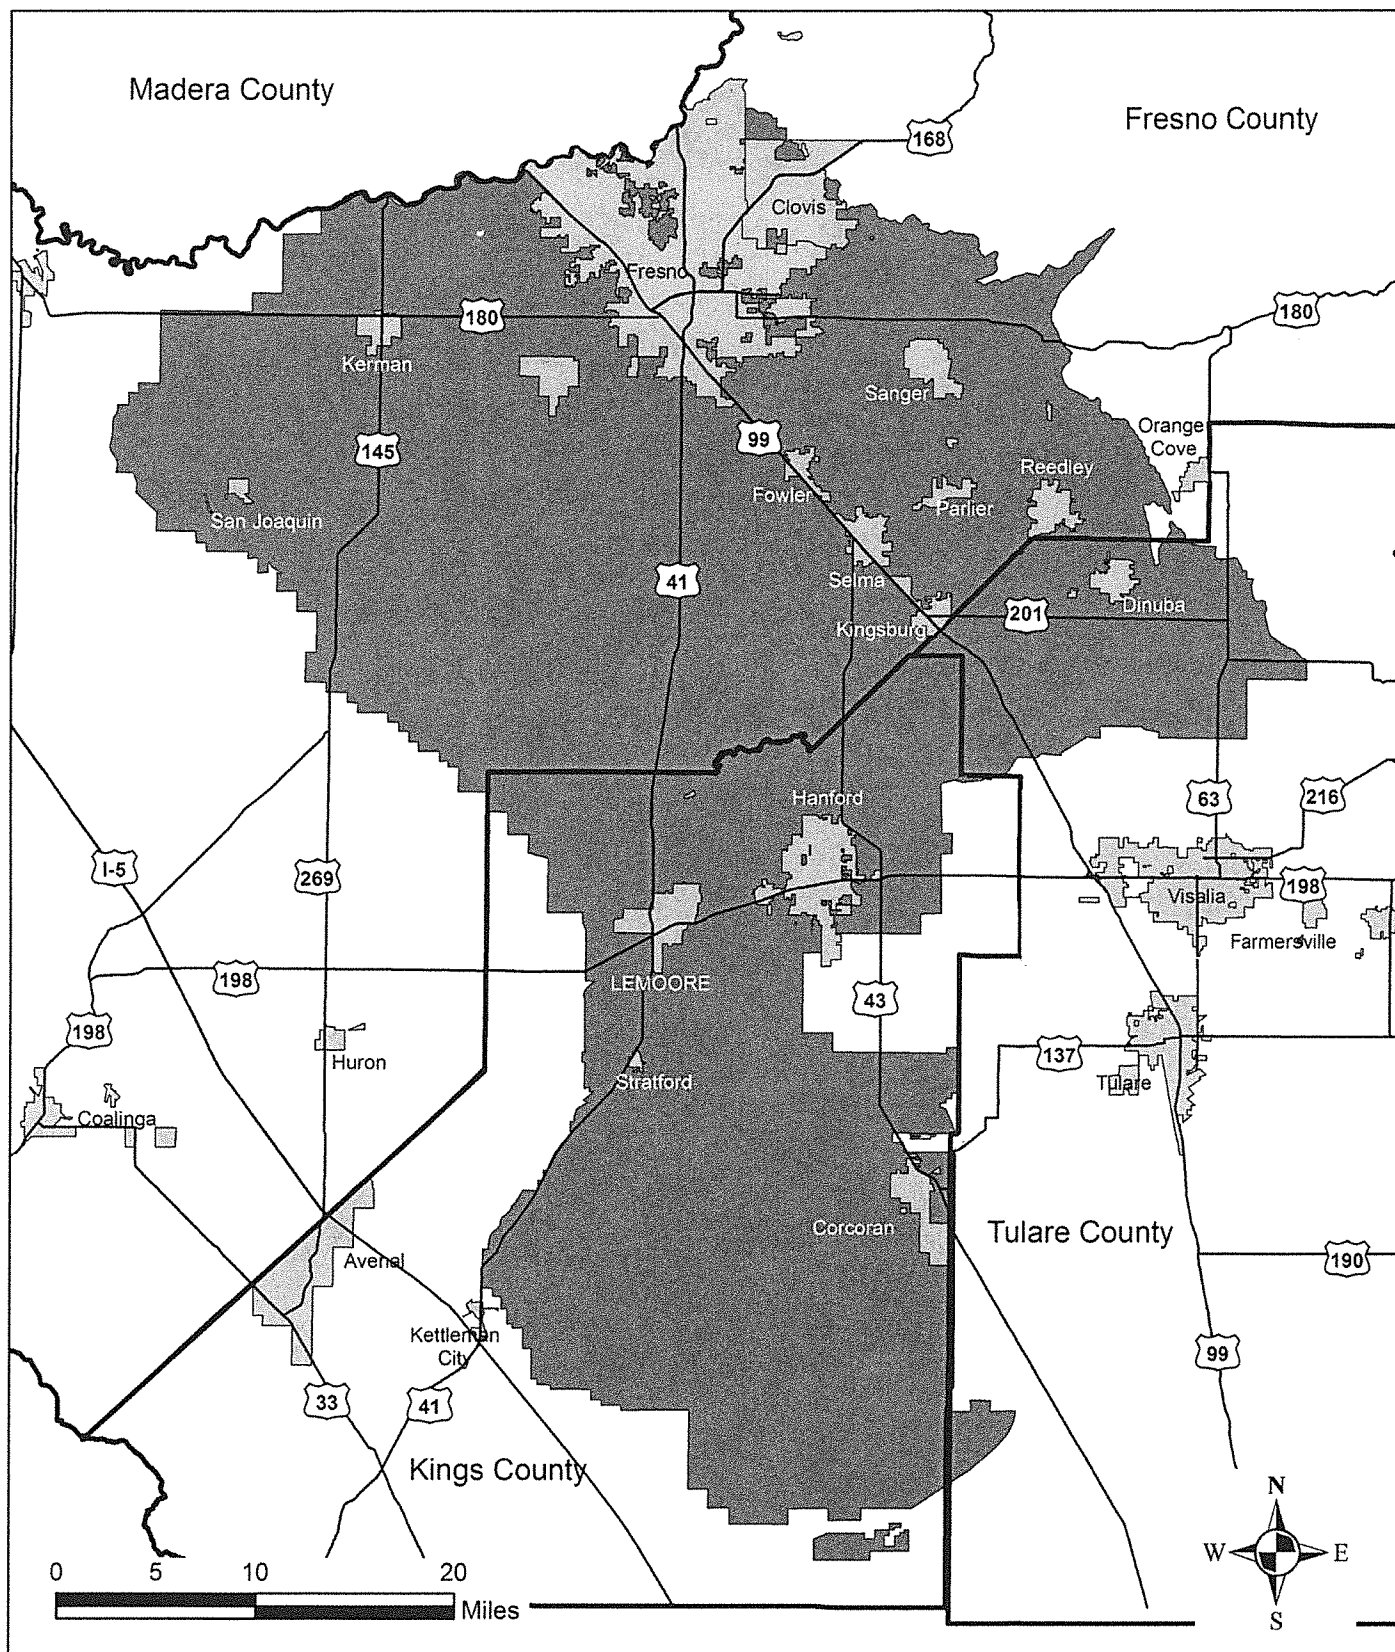 Madera County
Fresno County
168
Clovis
Fresno
180
180
Kerman
Sanger
Orange
Cove
99
145
Reedley
Fowler
Parlier
San Joaquin
41
Selma
Dinuba
201
Kingsburg
Hanford
63
216
I-5
269
198
Visalia
Farmersville
198
LEMOORE
43
198
Huron
137
Stratford
Tulare
Coalinga
Corcoran
Tulare County
Avenal
190
Kettleman
City
99
33
41
Kings County
N
W
E
S
0 5 10 20
Miles